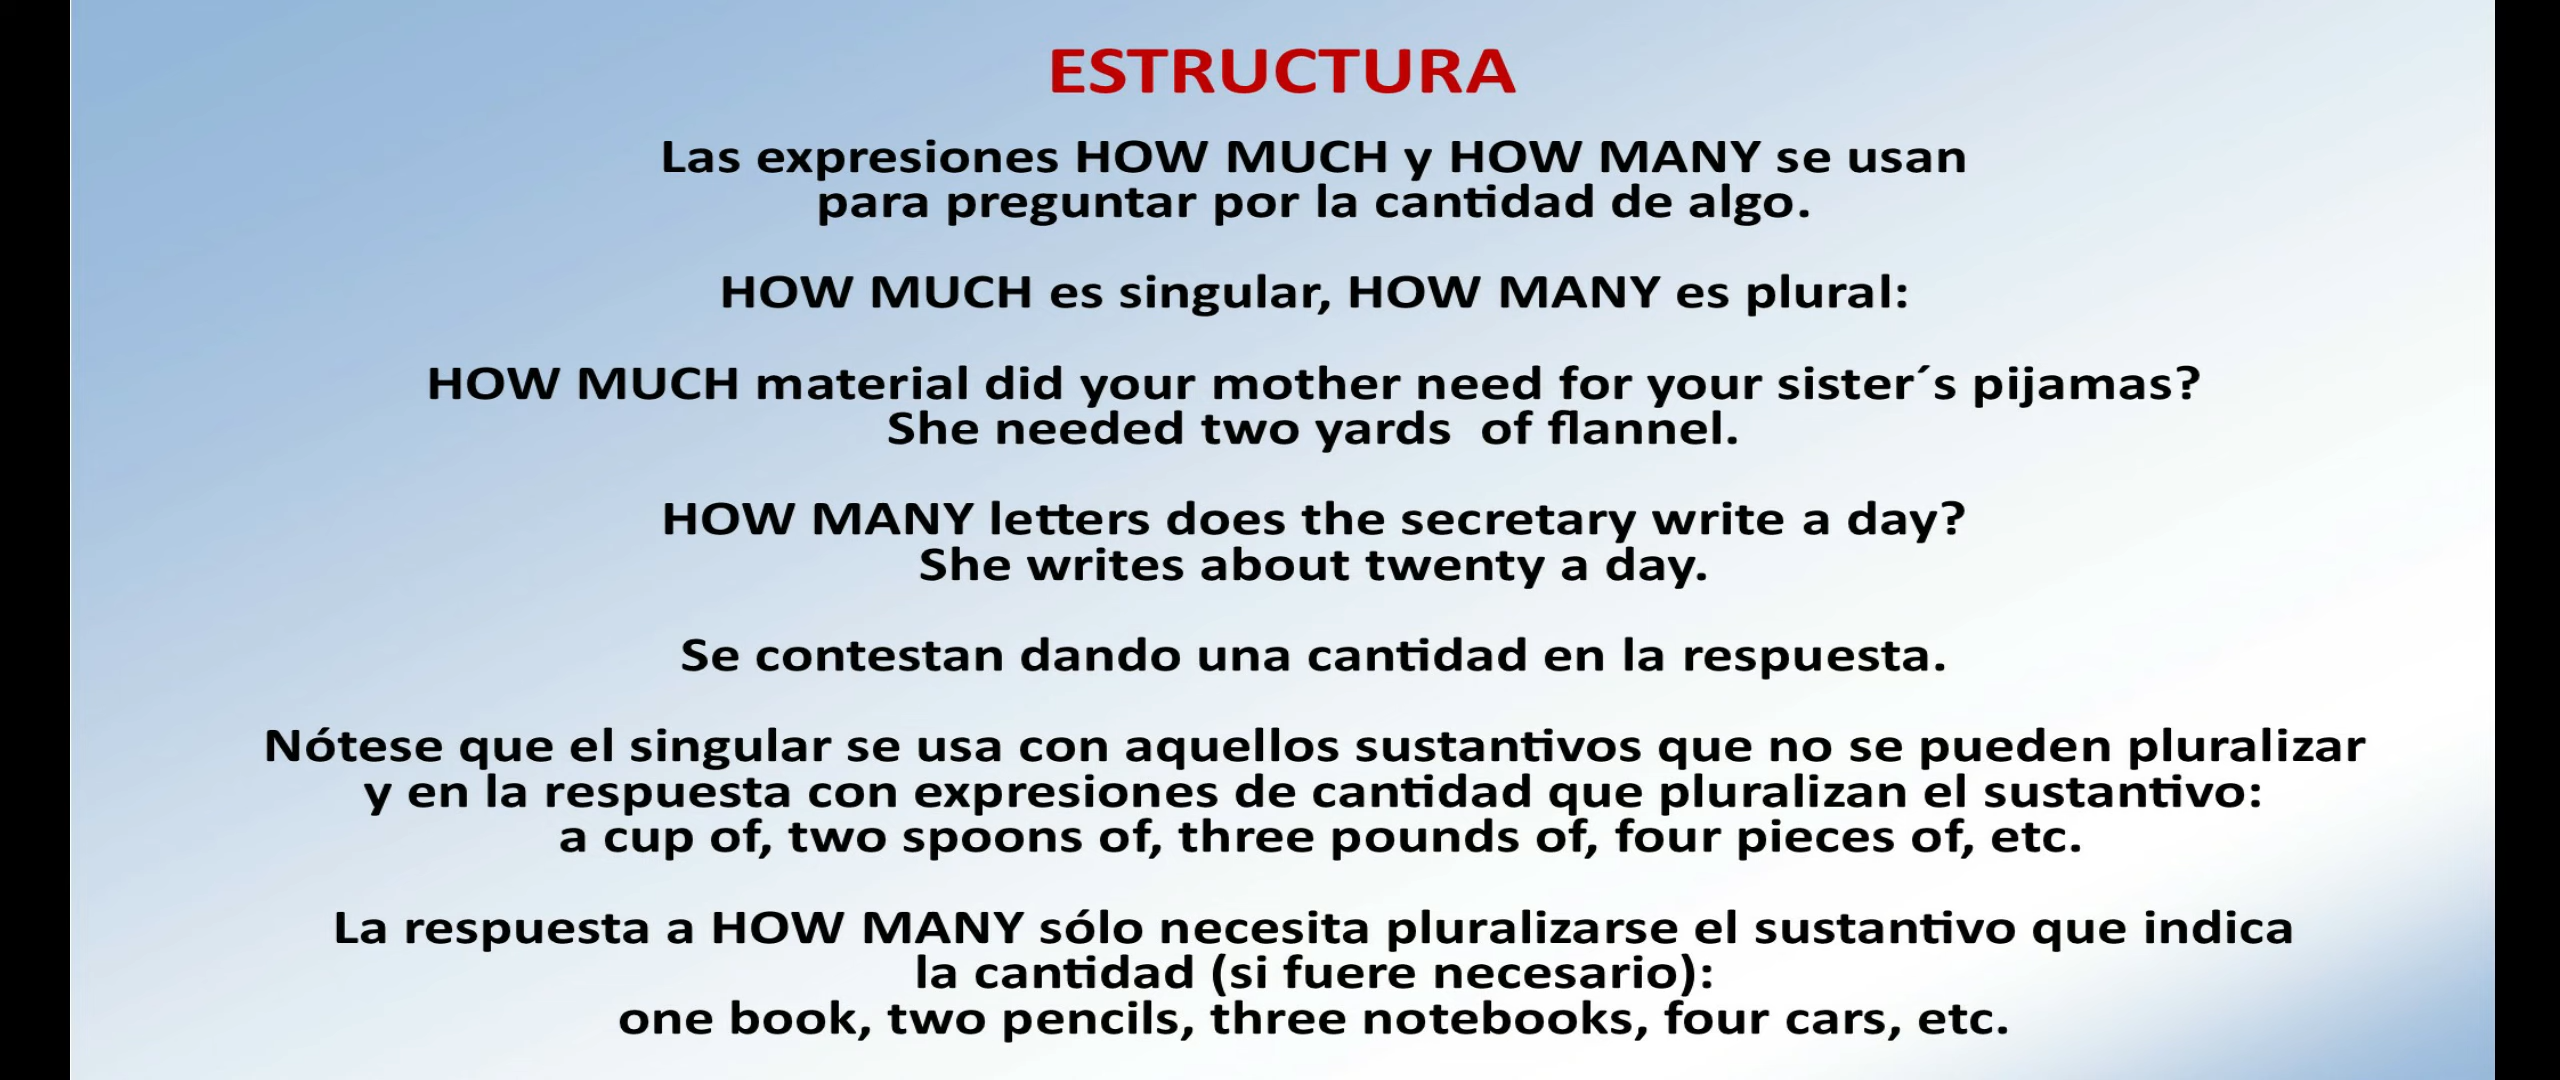 ESTRUCTURA
Las expresiones HOW MUCH y HOW MANY se usan
para preguntar por la cantidad de algo.
HOW MUCH es singular, HOW MANY es plural:
HOW MUCH material did your mother need for your sister´s pijamas?
She needed two yards  of flannel.
HOW MANY letters does the secretary write a day?
She writes about twenty a day.
Se contestan dando una cantidad en la respuesta.
Nótese que el singular se usa con aquellos sustantivos que no se pueden pluralizar
y en la respuesta con expresiones de cantidad que pluralizan el sustantivo:
a cup of, two spoons of, three pounds of, four pieces of, etc.
La respuesta a HOW MANY sólo necesita pluralizarse el sustantivo que indica
la cantidad (si fuere necesario):
one book, two pencils, three notebooks, four cars, etc.